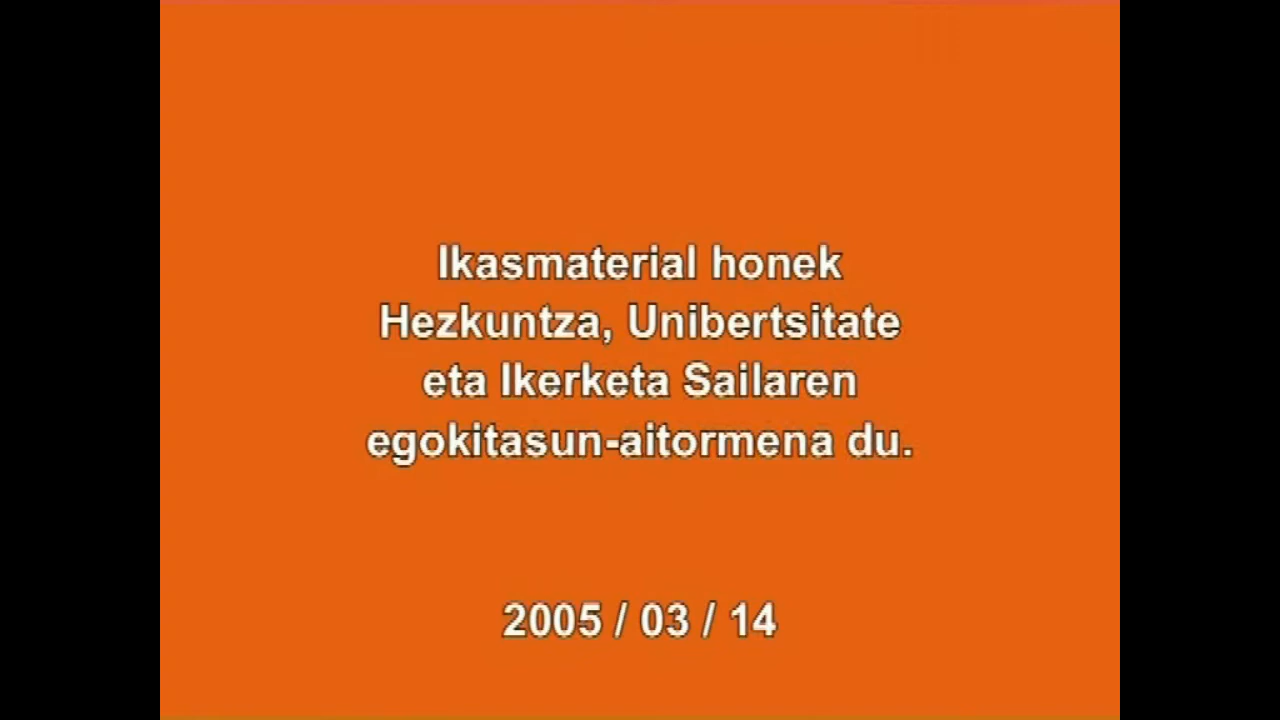 Ikasmaterial honek
Hezkuntza, Unibertsitate
eta Ikerketa Sailaren
egokitasun-aitormena du.
2005 / 03 / 14